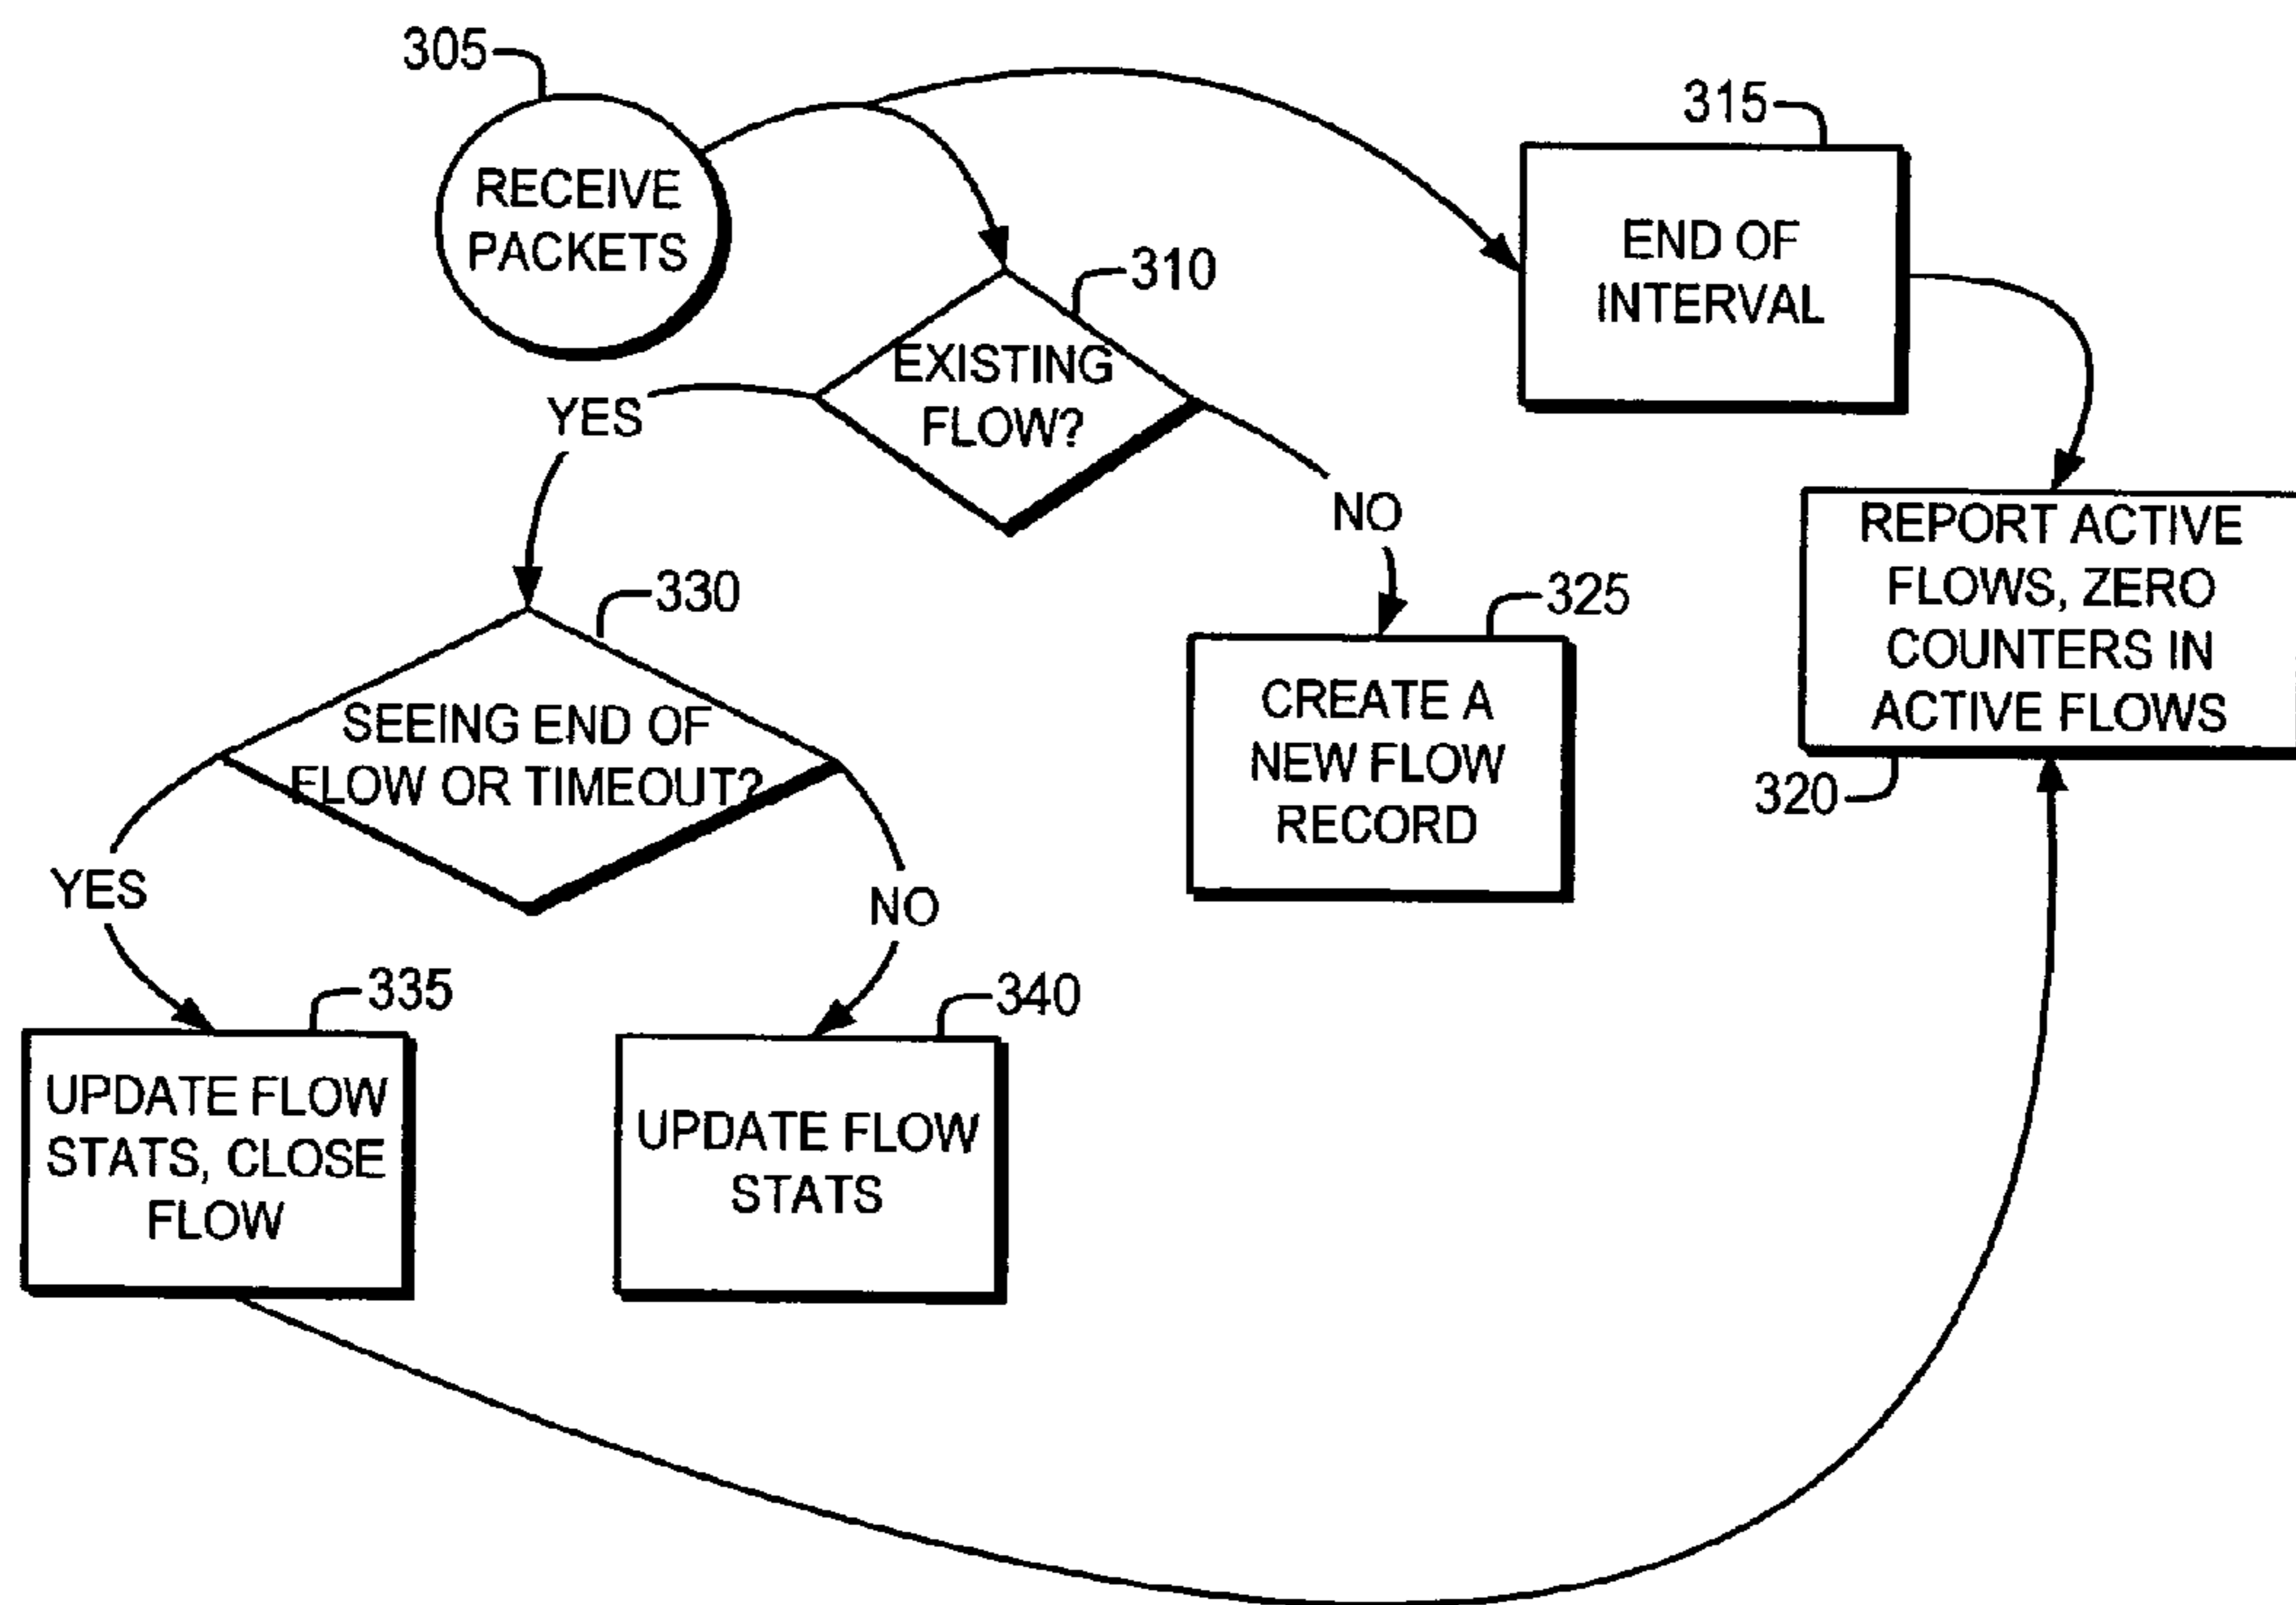 305
RECEIVE
PACKETS
315
END OF
INTERVAL
310
EXISTING
FLOW?
YES
NO
320
REPORT ACTIVE
FLOWS, ZERO
COUNTERS IN
ACTIVE FLOWS
325
CREATE A
NEW FLOW
RECORD
330
SEEING END OF
FLOW OR TIMEOUT?
YES
NO
335
UPDATE FLOW
STATS, CLOSE
FLOW
340
UPDATE FLOW
STATS